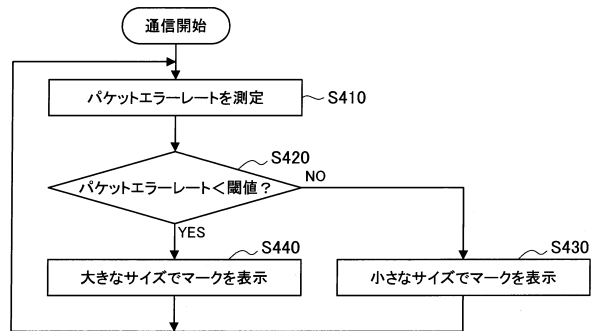 通信開始
パケットエラーレートを測定
S410
パケットエラーレート＜閾値？
S420
NO
YES
S440
大きなサイズでマークを表示
S430
小さなサイズでマークを表示